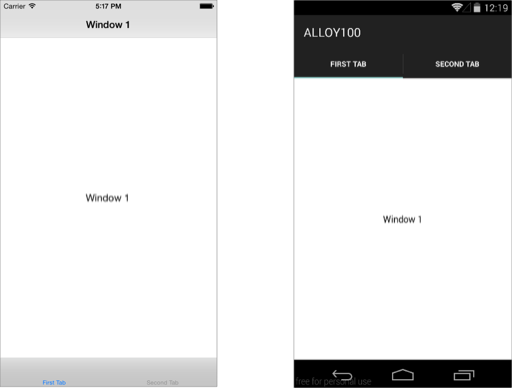 Carrier 5:17 PM
Window 1
Window 1
First Tab Second Tab
12:19
ALLOY100
FIRST TAB SECOND TAB
Window 1
free for personal use